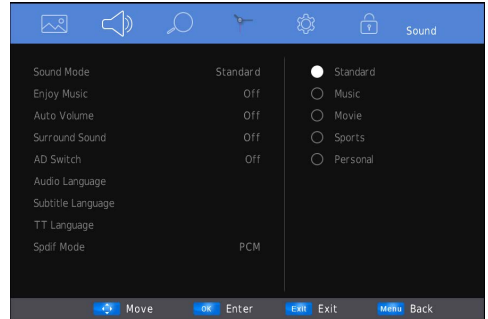 Sound
Sound Mode Standard
Enjoy Music Off
Auto Volume Off
Surround Sound Off
AD Switch Off
Audio Language
Subtitle Language
TT Language
Spdif Mode PCM
Standard
Music
Movie
Sports
Personal
Move OK Enter Exit Exit Menu Back